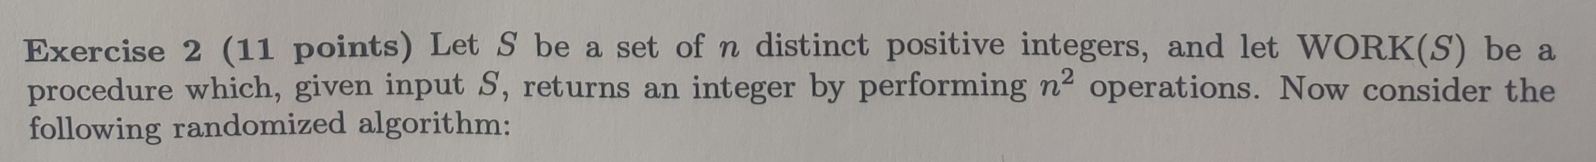 Exercise 2 (11 points) Let S be a set of n distinct positive integers, and let WORK(S) be a
procedure which, given input S, returns an integer by performing n² operations. Now consider the
following randomized algorithm: